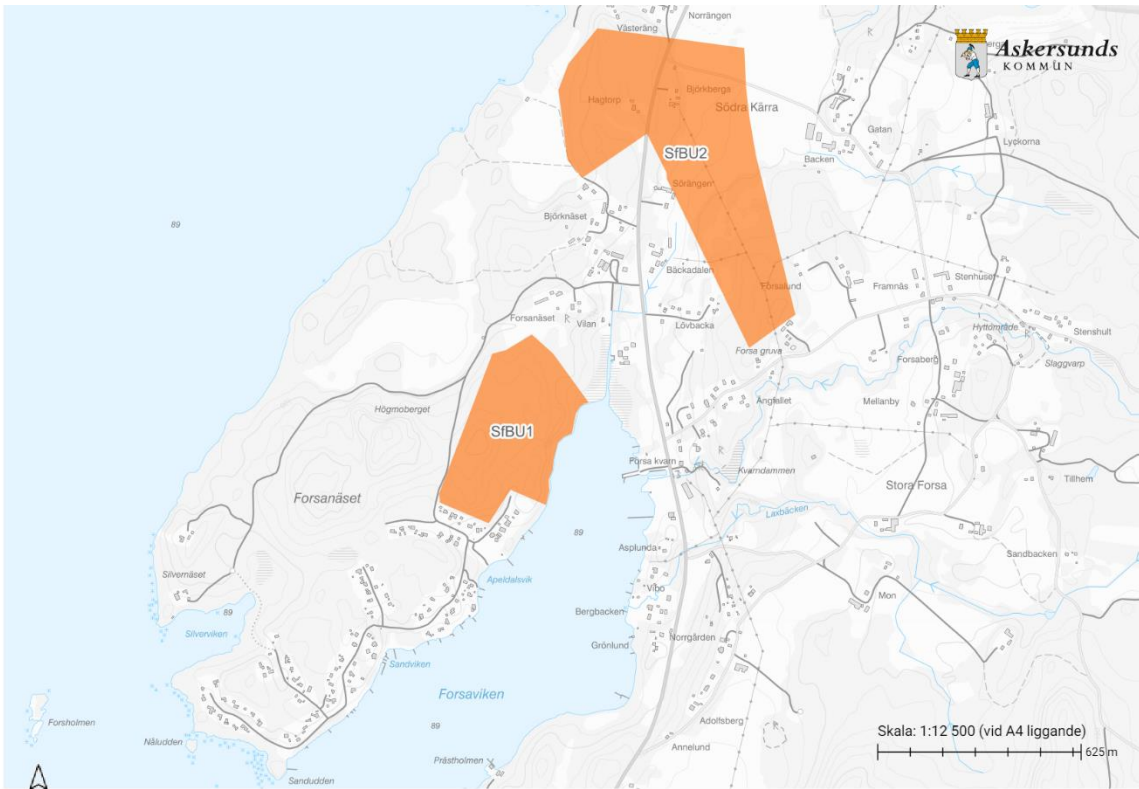 Norrängen
Västeräng
Askersunds
KOMMUN
Hagtorp
Björkberga
Södra Kärra
Gatan
Lyckorna
SfBU2
Backen
Sörängen
89
Björknäset
Bäckadalen
Stenhuset
Forsalund
Framnäs
Forsanäset
Vilan
R
Lövbacka
Hyttområde
R
Stenshult
Forsa gruva
Forsaberg
Slaggvarp
Högmoberget
Ängfallet
Mellanby
SfBU1
R
Forsa kvarn
Kvarndammen
Forsanäset
Stora Forsa
Tillhem
Laxbäcken
89
Asplunda
Sandbacken
Silvernäset
Apeldalsvik
Vibo
Mon
89
Bergbacken
Silverviken
Norrgården
Grönlund
Sandviken
Forsaviken
Forsholmen
89
Adolfsberg
Skala: 1:12 500 (vid A4 liggande)
Nåludden
Annelund
625 m
Prästholmen
Sandudden